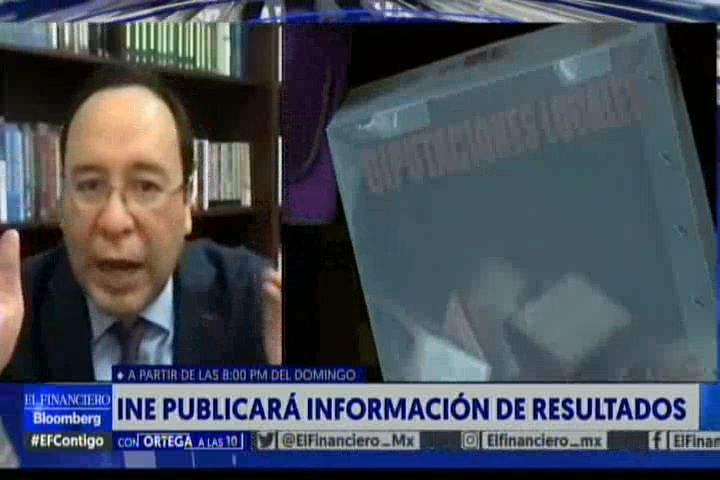 DIPUTACIONES LOCALES
A PARTIR DE LAS 8:00 PM DEL DOMINGO
EL FINANCIERO
Bloomberg
INE PUBLICARÁ INFORMACIÓN DE RESULTADOS
#EFContigo
CON ORTEGA A LAS 10
@ElFinanciero_Mx
Elfinanciero_mx
ElFinanc